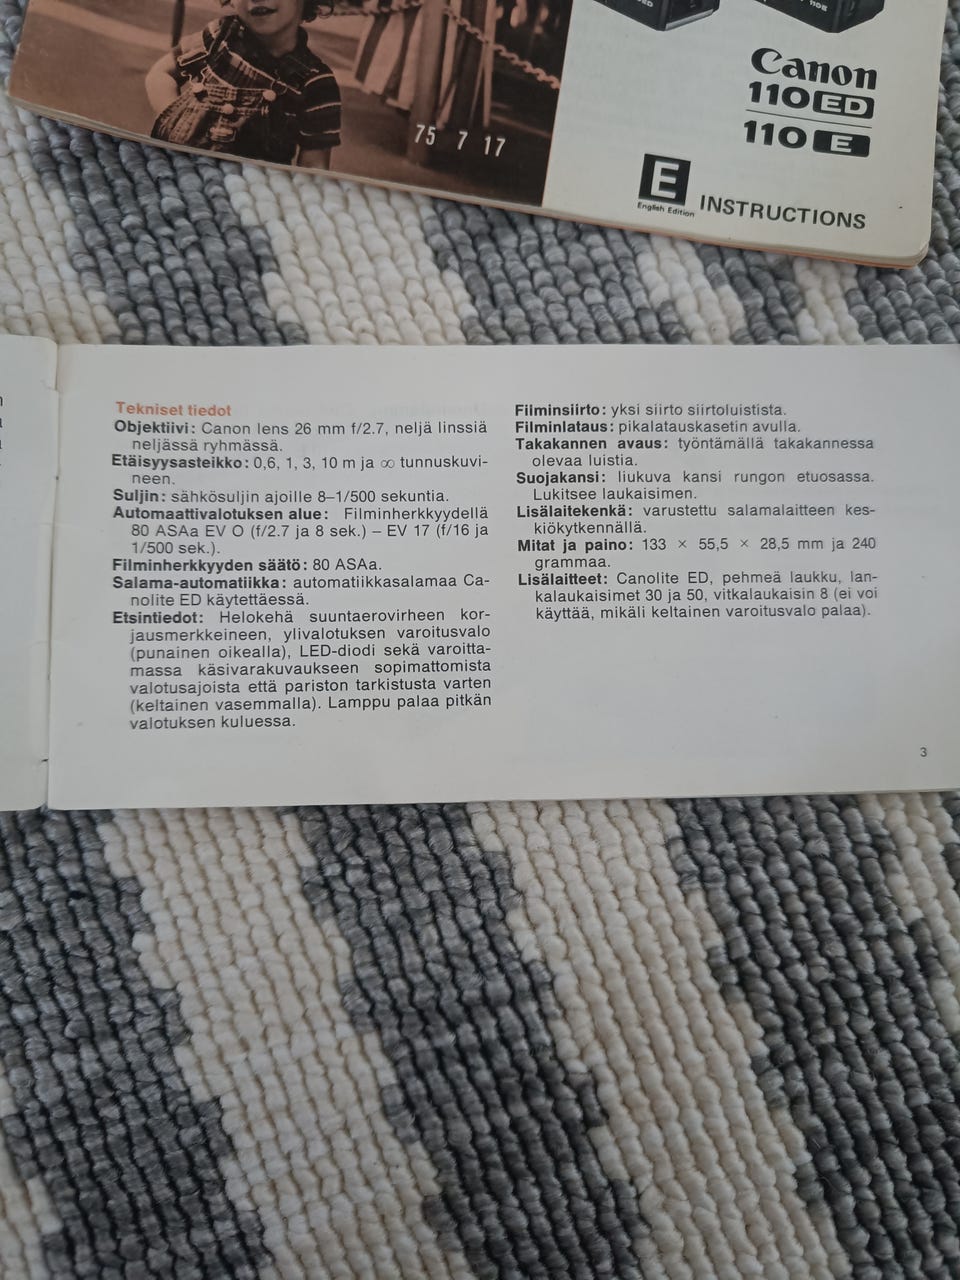 75 7 17
Canon
110 ED
110 E
E
English Edition
INSTRUCTIONS
Tekniset tiedot
Objektiivi: Canon lens 26 mm f/2.7, neljä linssiä
neljässä ryhmässä.
Etäisyysasteikko: 0,6, 1, 3, 10 m ja ∞ tunnuskuvi-
neen.
Suljin: sähkösuljin ajoille 8–1/500 sekuntia.
Automaattivalotuksen alue: Filminherkkyydellä
80 ASAa EV O (f/2.7 ja 8 sek.) – EV 17 (f/16 ja
1/500 sek.).
Filminherkkyyden säätö: 80 ASAa.
Salama-automatiikka: automatiikkasalamaa Ca-
nolite ED käytettäessä.
Etsintiedot: Helokehä suuntaerovirheen kor-
jausmerkkeineen, ylivalotuksen varoitusvalo
(punainen oikealla), LED-diodi sekä varoitta-
massa käsivarakuvaukseen sopimattomista
valotusajoista että pariston tarkistusta varten
(keltainen vasemmalla). Lamppu palaa pitkän
valotuksen kuluessa.
Filminsiirto: yksi siirto siirtoluistista.
Filminlataus: pikalatauskasetin avulla.
Takakannen avaus: työntämällä takakannessa
olevaa luistia.
Suojakansi: liukuva kansi rungon etuosassa.
Lukitsee laukaisimen.
Lisälaitekenkä: varustettu salamalaitteen kes-
kiökytkennällä.
Mitat ja paino: 133 × 55,5 × 28,5 mm ja 240
grammaa.
Lisälaitteet: Canolite ED, pehmeä laukku, lan-
kalaukaisimet 30 ja 50, vitkalaukaisin 8 (ei voi
käyttää, mikäli keltainen varoitusvalo palaa).
3